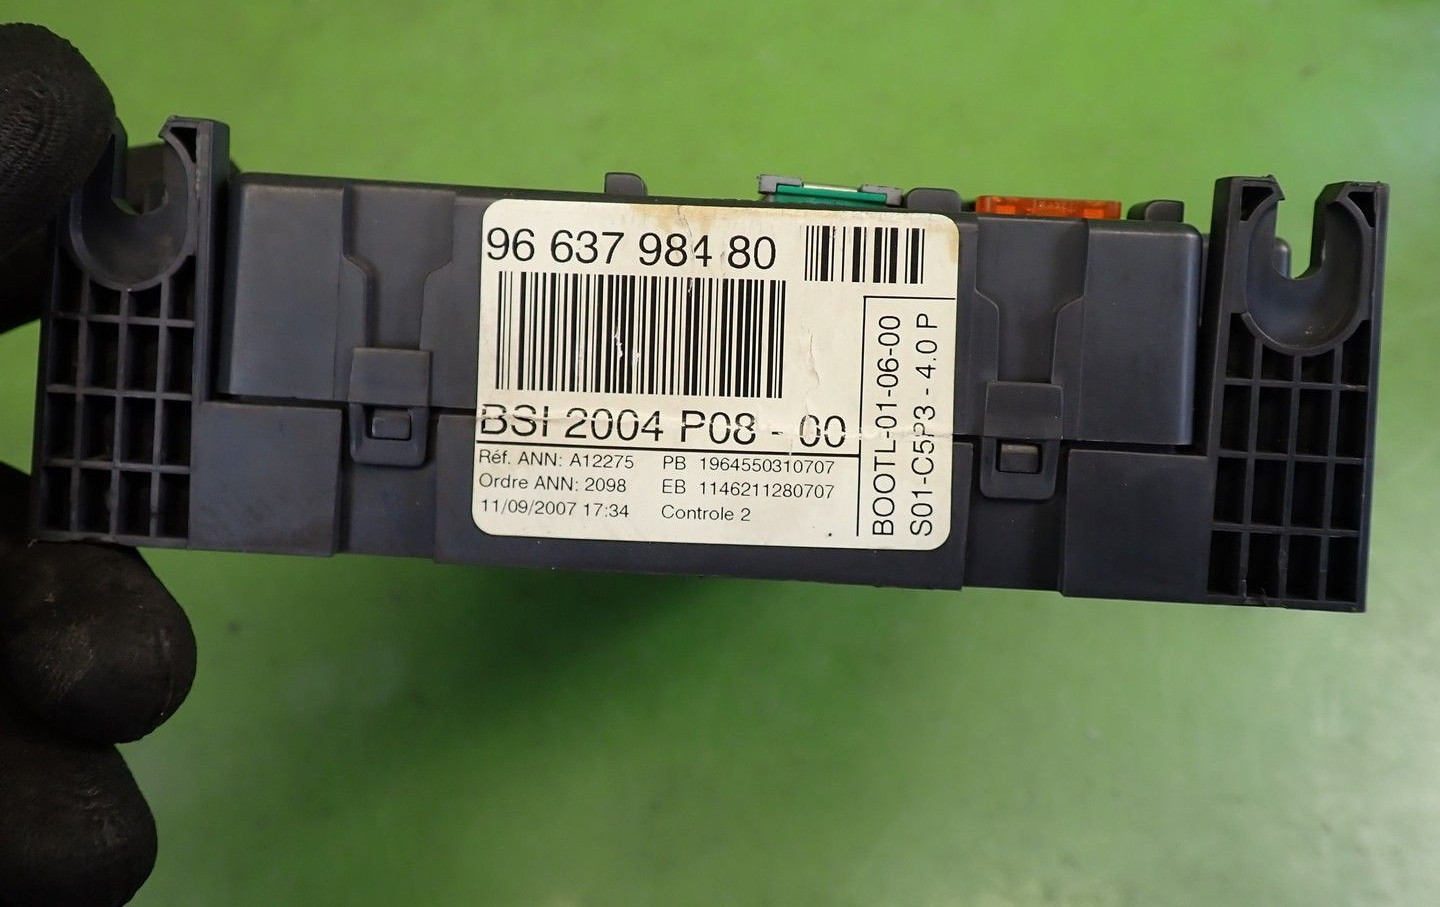 96 637 984 80
BSI 2004 P08 - 00
Réf. ANN: A12275 PB 1964550310707
Ordre ANN: 2098 EB 1146211280707
11/09/2007 17:34 Controle 2
BOOTL-01-06-00
S01-C5P3 - 4.0 P